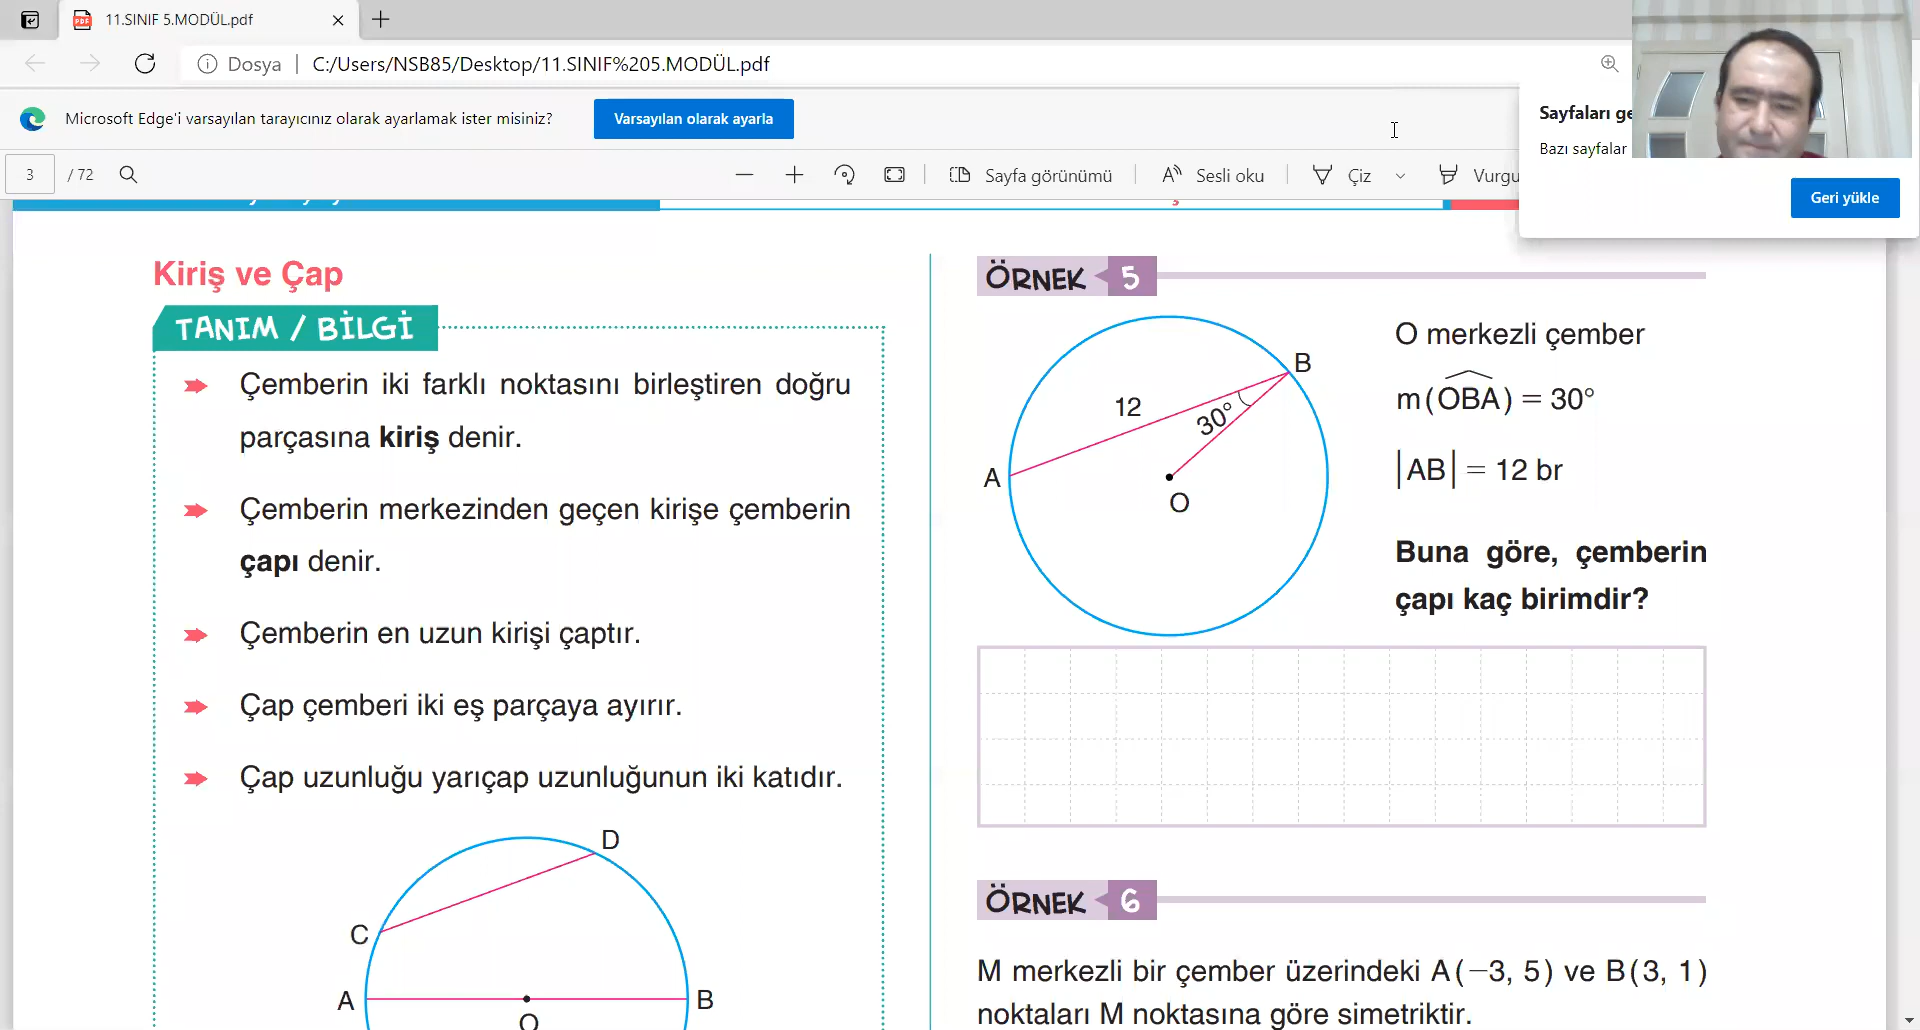 11.SINIF 5.MODÜL.pdf
Dosya | C:/Users/NSB85/Desktop/11.SINIF%205.MODÜL.pdf
Microsoft Edge'i varsayılan tarayıcınız olarak ayarlamak ister misiniz?
Varsayılan olarak ayarla
Sayfaları ge
Bazı sayfalar
Geri yükle
3 / 72
Sayfa görünümü
Sesli oku
Çiz
Vurgu
Kiriş ve Çap
TANIM / BİLGİ
Çemberin iki farklı noktasını birleştiren doğru
parçasına kiriş denir.
Çemberin merkezinden geçen kirişe çemberin
çapı denir.
Çemberin en uzun kirişi çaptır.
Çap çemberi iki eş parçaya ayırır.
Çap uzunluğu yarıçap uzunluğunun iki katıdır.
D
C
A
B
O
ÖRNEK 5
B
12
30°
A
O
O merkezli çember
m(OBA) = 30°
|AB| = 12 br
Buna göre, çemberin
çapı kaç birimdir?
ÖRNEK 6
M merkezli bir çember üzerindeki A(−3, 5) ve B(3, 1)
noktaları M noktasına göre simetriktir.